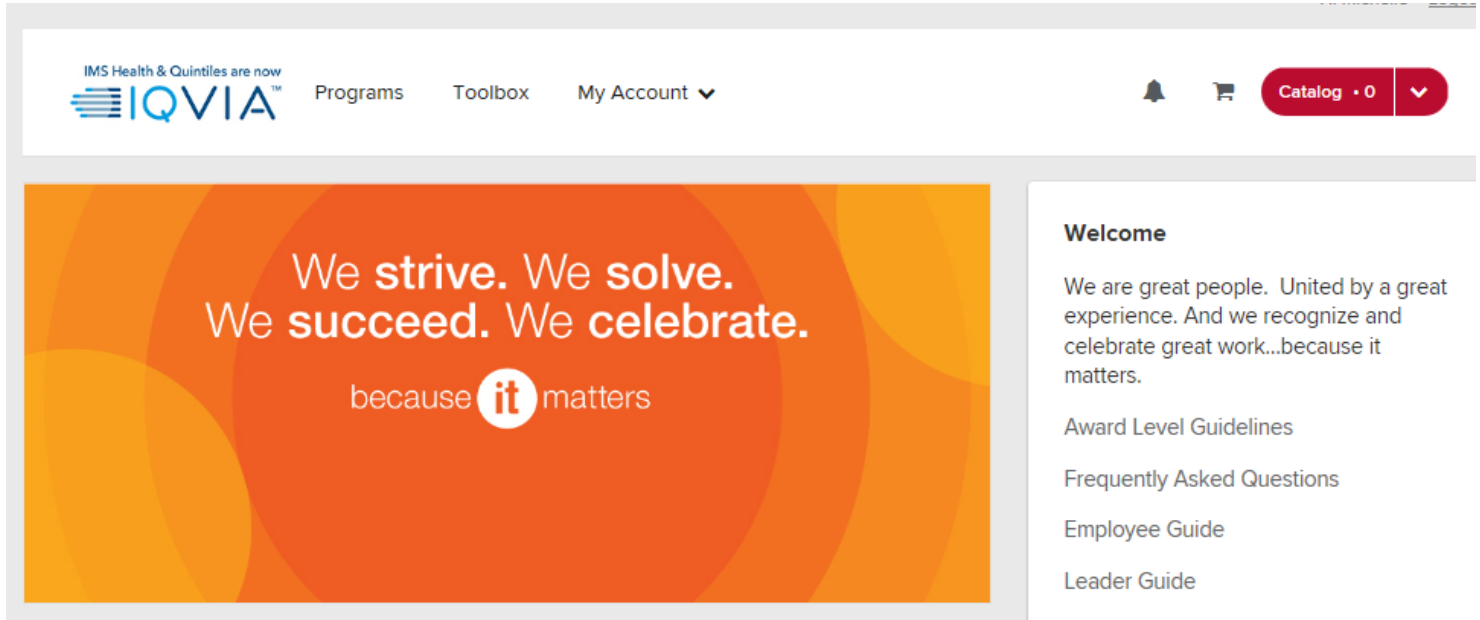 IMS Health & Quintiles are now
IQVIA™
Programs
Toolbox
My Account
Catalog • 0
We strive. We solve.
We succeed. We celebrate.
because it matters
Welcome
We are great people.  United by a great
experience. And we recognize and
celebrate great work...because it
matters.
Award Level Guidelines
Frequently Asked Questions
Employee Guide
Leader Guide